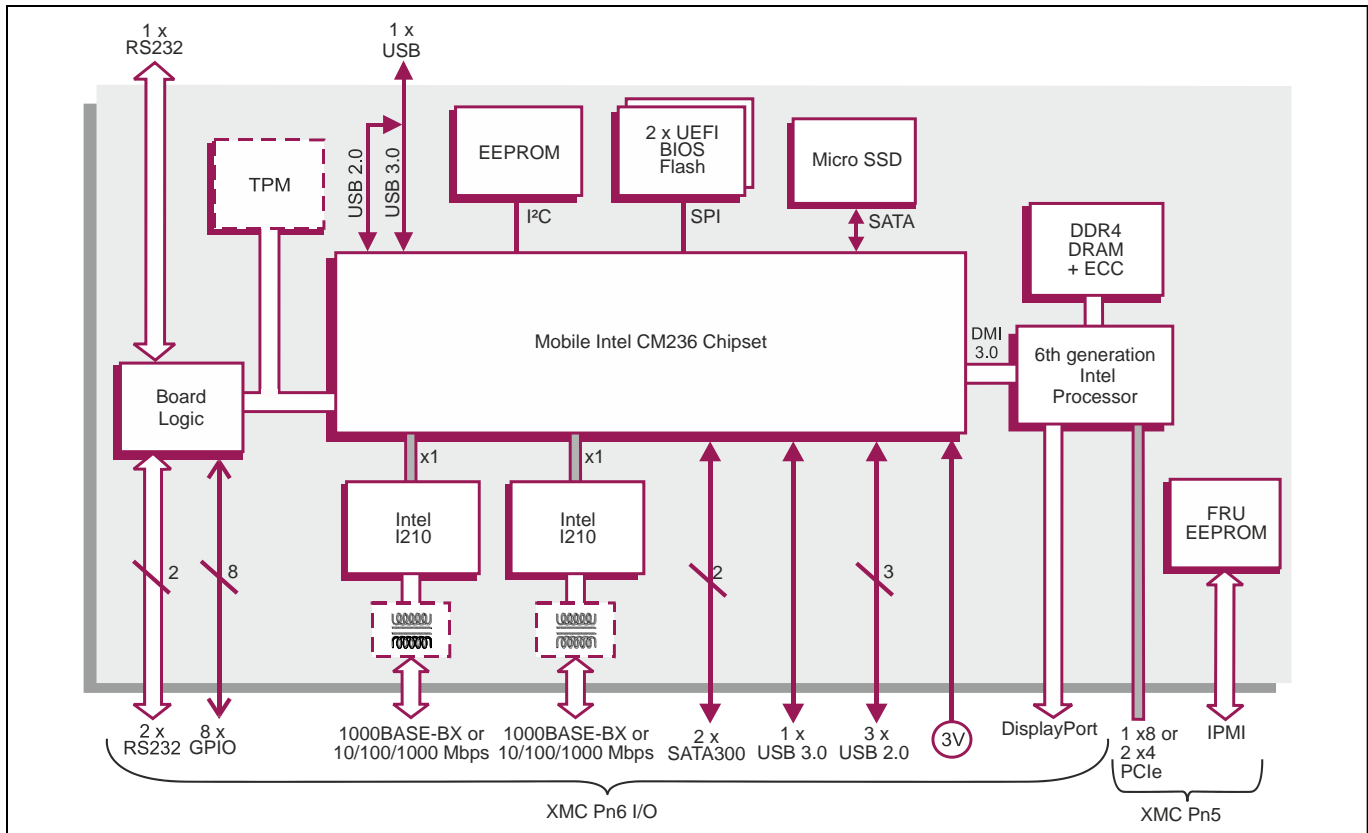 1 x
RS232
1 x
USB
USB 2.0
USB 3.0
TPM
EEPROM
I²C
2 x UEFI
BIOS
Flash
SPI
Micro SSD
SATA
DDR4
DRAM
+ ECC
Mobile Intel CM236 Chipset
DMI
3.0
6th generation
Intel
Processor
Board
Logic
x1
x1
Intel
I210
Intel
I210
FRU
EEPROM
2
8
2
3
2 x
RS232
8 x
GPIO
1000BASE-BX or
10/100/1000 Mbps
1000BASE-BX or
10/100/1000 Mbps
2 x
SATA300
1 x
USB 3.0
3 x
USB 2.0
3V
DisplayPort
1 x8 or
2 x4
PCIe
IPMI
XMC Pn6 I/O
XMC Pn5